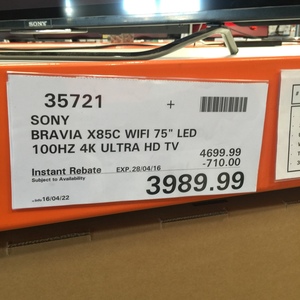 SONY
35721 +
SONY
BRAVIA X85C WIFI 75" LED
100HZ 4K ULTRA HD TV
4699.99
Instant Rebate EXP. 28/04/16 -710.00
Subject to Availability
3989.99
16/04/22